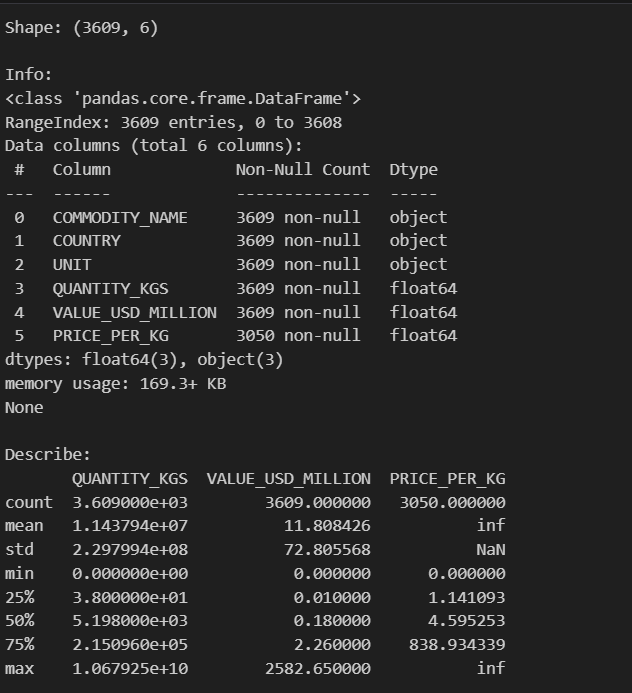 Shape: (3609, 6)
Info:
<class 'pandas.core.frame.DataFrame'>
RangeIndex: 3609 entries, 0 to 3608
Data columns (total 6 columns):
 #   Column             Non-Null Count  Dtype
---  ------             --------------  -----
 0   COMMODITY_NAME     3609 non-null   object
 1   COUNTRY            3609 non-null   object
 2   UNIT               3609 non-null   object
 3   QUANTITY_KGS       3609 non-null   float64
 4   VALUE_USD_MILLION  3609 non-null   float64
 5   PRICE_PER_KG       3050 non-null   float64
dtypes: float64(3), object(3)
memory usage: 169.3+ KB
None
Describe:
       QUANTITY_KGS  VALUE_USD_MILLION  PRICE_PER_KG
count  3.609000e+03        3609.000000   3050.000000
mean   1.143794e+07          11.808426           inf
std    2.297994e+08          72.805568           NaN
min    0.000000e+00           0.000000      0.000000
25%    3.800000e+01           0.010000      1.141093
50%    5.198000e+03           0.180000      4.595253
75%    2.150960e+05           2.260000    838.934339
max    1.067925e+10        2582.650000           inf